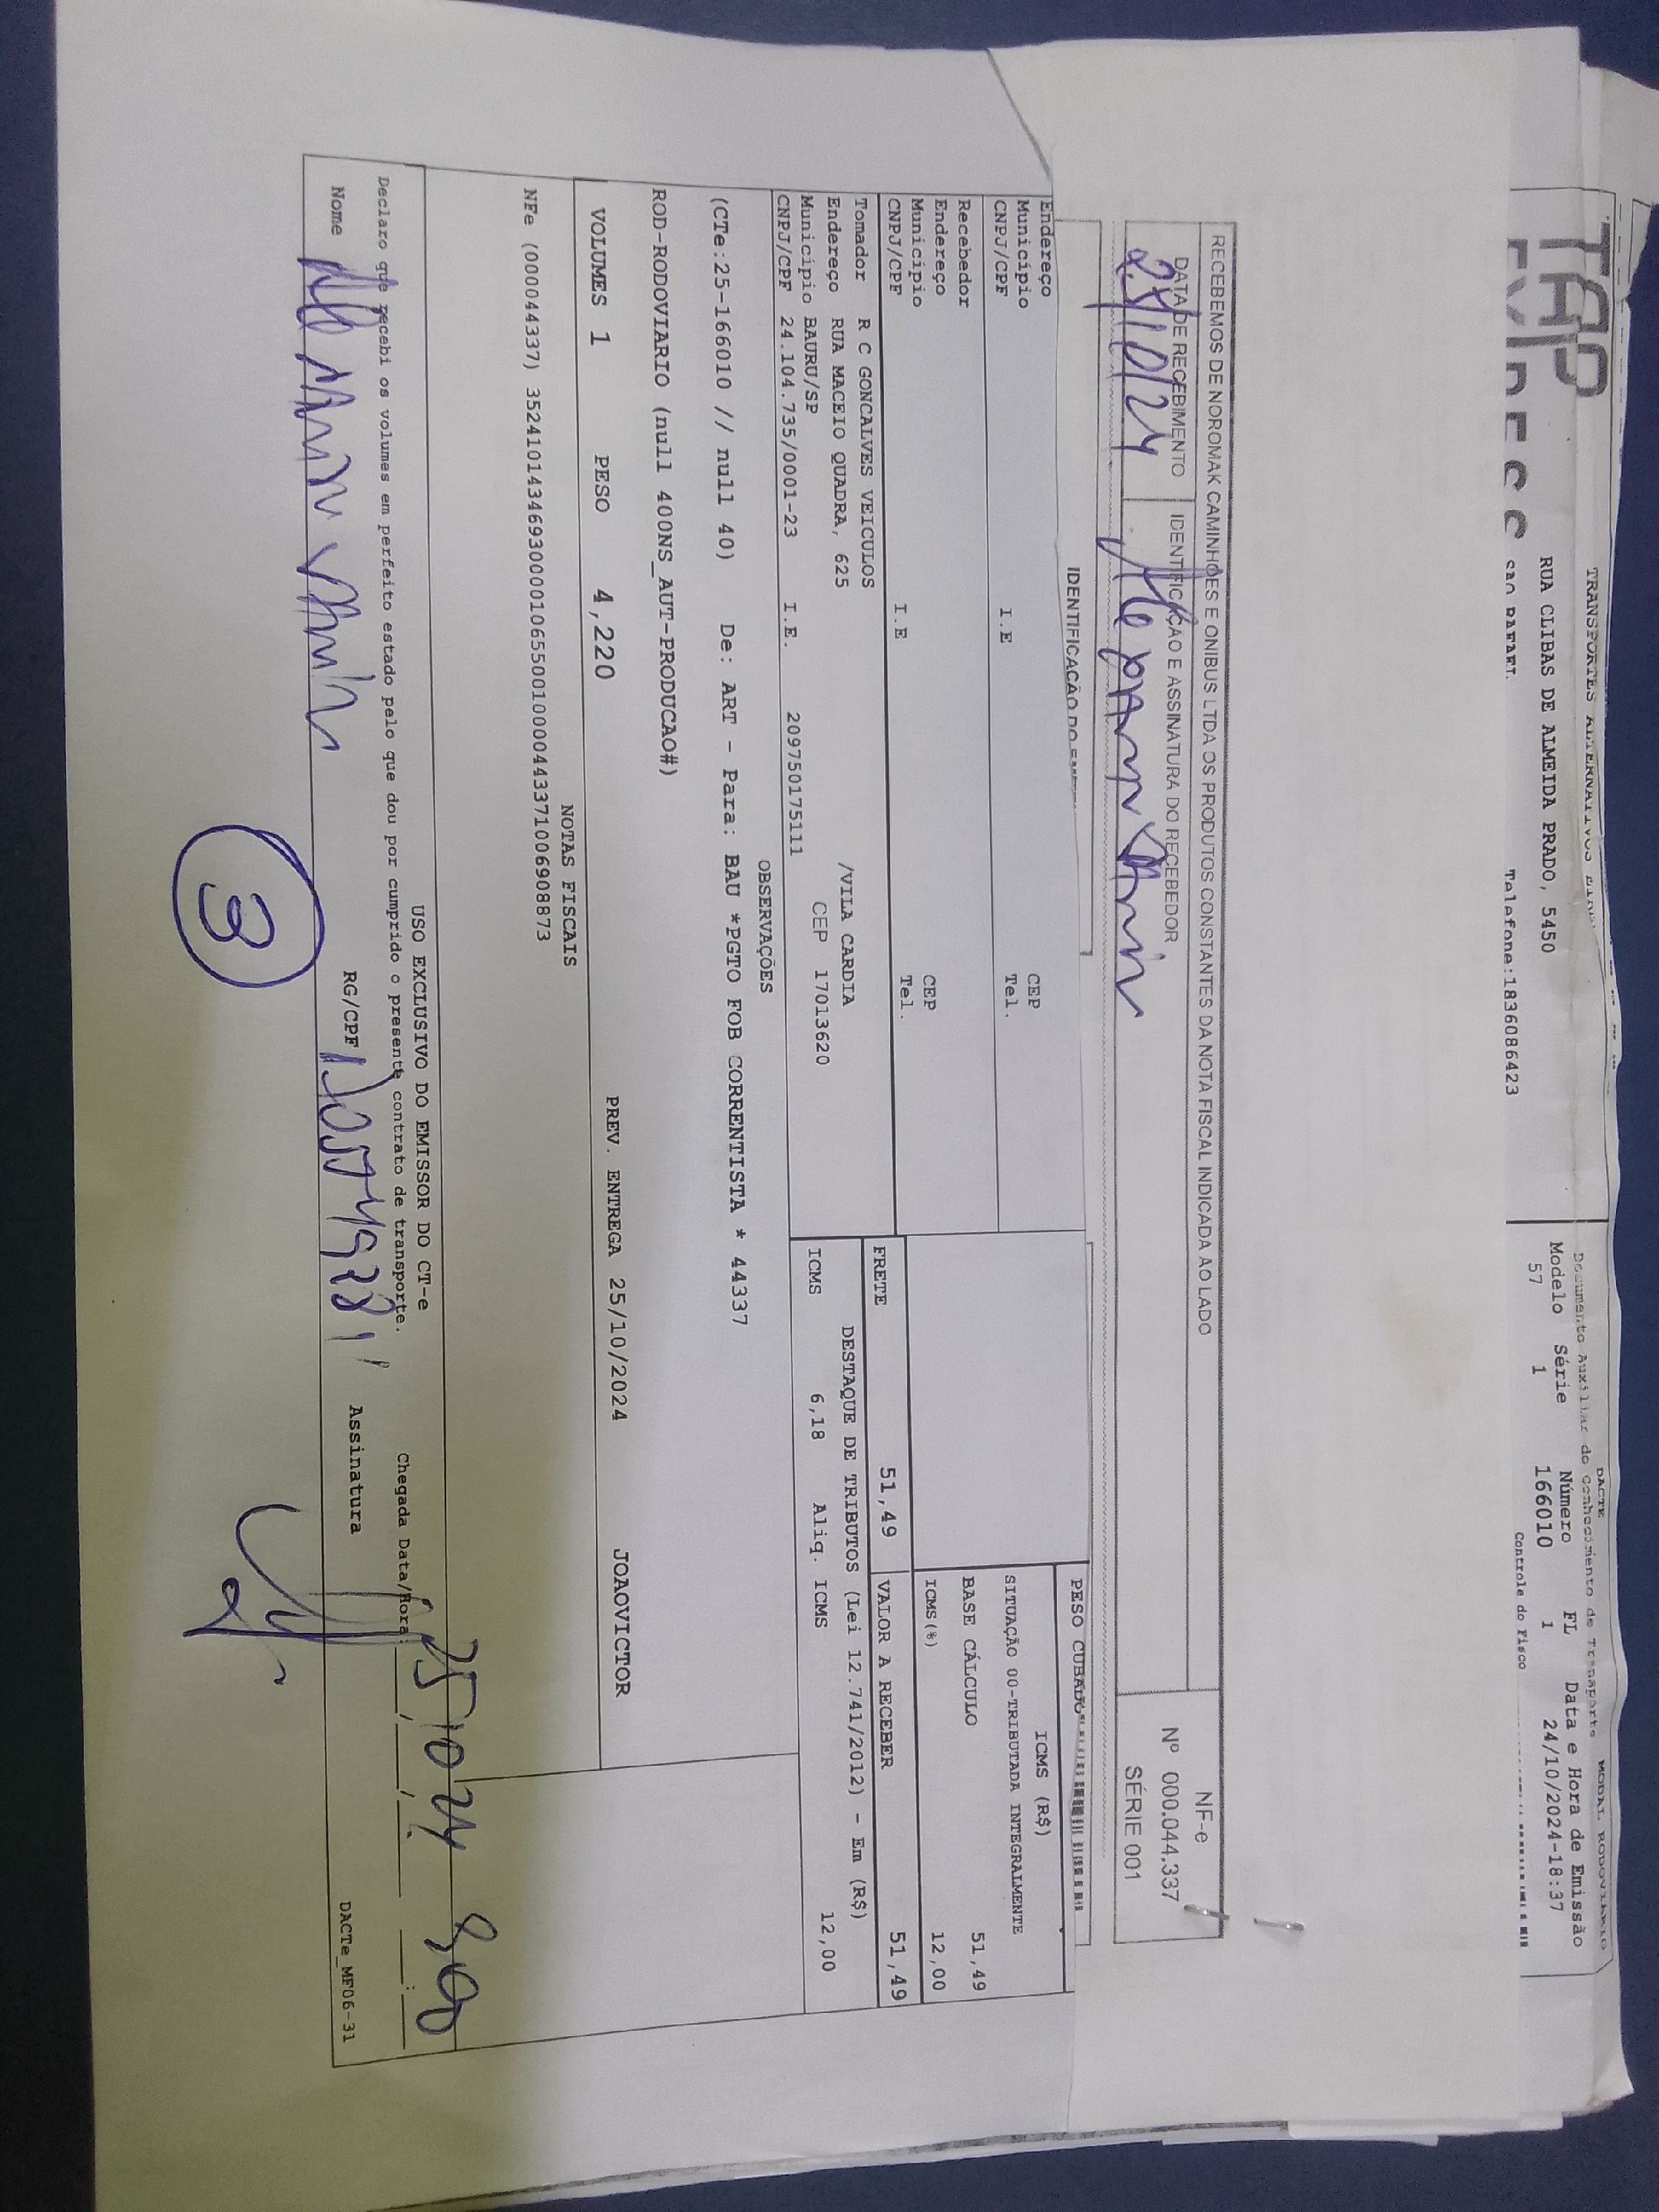 TRANSPORTES ALTERNATIVOS
RUA CLIBAS DE ALMEIDA PRADO, 5450
SAO RAFAEL
Telefone:1836086423
DACTE
Documento Auxiliar do Conhecimento de Transporte
MODAL RODOVIARIO
Modelo Série Número FL Data e Hora de Emissão
57 1 166010 1 24/10/2024-18:37
Controle do Fisco
RECEBEMOS DE NOROMAK CAMINHÕES E ONIBUS LTDA OS PRODUTOS CONSTANTES DA NOTA FISCAL INDICADA AO LADO
DATA DE RECEBIMENTO IDENTIFICAÇÃO E ASSINATURA DO RECEBEDOR
NF-e
Nº 000.044.337
SÉRIE 001
IDENTIFICAÇÃO DO
PESO CUBADO
Endereço
Municipio CEP
CNPJ/CPF I.E Tel.
Recebedor
Endereço
Municipio CEP
CNPJ/CPF I.E Tel.
ICMS (R$)
SITUAÇÃO 00-TRIBUTADA INTEGRALMENTE
BASE CÁLCULO 51,49
ICMS(%) 12,00
Tomador R C GONCALVES VEICULOS
Endereço RUA MACEIO QUADRA, 625 /VILA CARDIA
Municipio BAURU/SP CEP 17013620
CNPJ/CPF 24.104.735/0001-23 I.E. 209750175111
FRETE 51,49 VALOR A RECEBER 51,49
DESTAQUE DE TRIBUTOS (Lei 12.741/2012) - Em (R$)
ICMS 6,18 Aliq. ICMS 12,00
OBSERVAÇÕES
(CTe:25-166010 // null 40) De: ART - Para: BAU *PGTO FOB CORRENTISTA * 44337
ROD-RODOVIARIO (null 400NS_AUT-PRODUCAO#)
VOLUMES 1 PESO 4,220 PREV. ENTREGA 25/10/2024 JOAOVICTOR
NOTAS FISCAIS
NFe (000044337) 35241014346930000106550010000443371006908873
USO EXCLUSIVO DO EMISSOR DO CT-e
Declaro que recebi os volumes em perfeito estado pelo que dou por cumprido o presente contrato de transporte.
Chegada Data/Hora: 25 10 24
Nome RG/CPF Assinatura DACTe_MF06-31
3